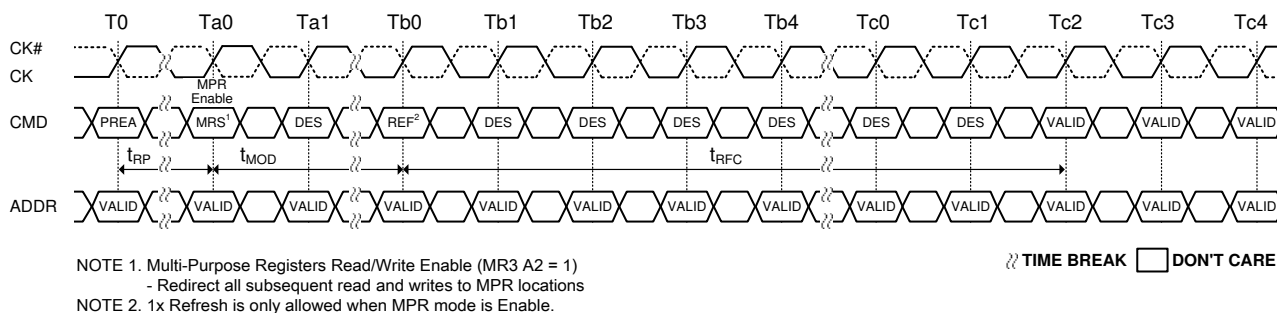 T0 Ta0 Ta1 Tb0 Tb1 Tb2 Tb3 Tb4 Tc0 Tc1 Tc2 Tc3 Tc4
CK#
CK
MPR
Enable
CMD PREA MRS1 DES REF2 DES DES DES DES DES DES VALID VALID VALID
tRP tMOD tRFC
ADDR VALID VALID VALID VALID VALID VALID VALID VALID VALID VALID VALID VALID VALID
NOTE 1. Multi-Purpose Registers Read/Write Enable (MR3 A2 = 1)
- Redirect all subsequent read and writes to MPR locations
NOTE 2. 1x Refresh is only allowed when MPR mode is Enable.
TIME BREAK DON'T CARE